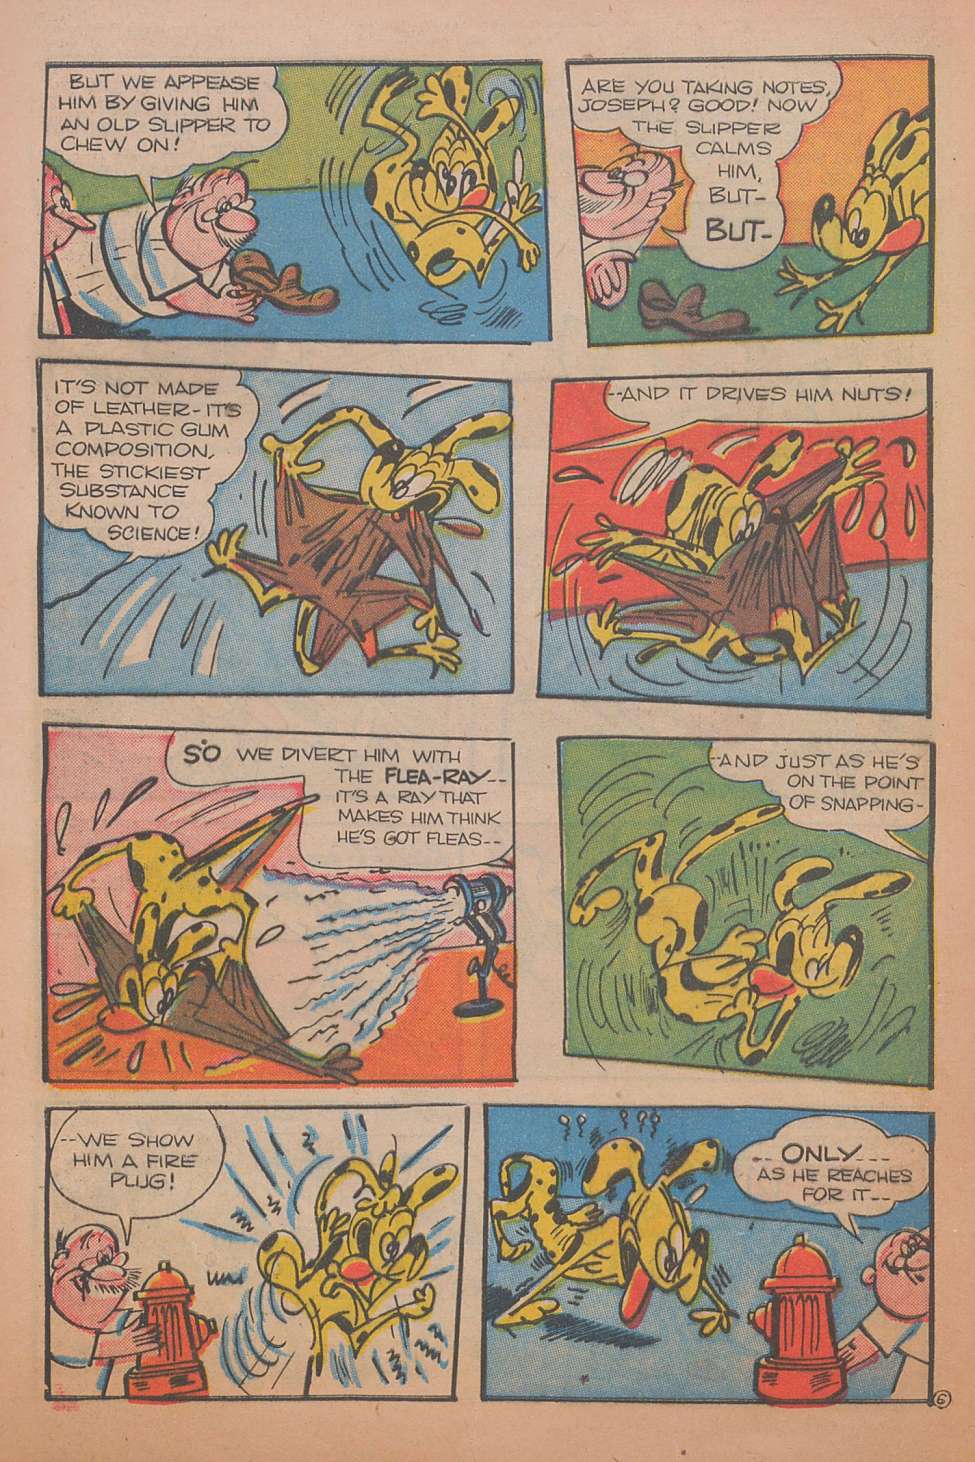 BUT WE APPEASE
HIM BY GIVING HIM
AN OLD SLIPPER TO
CHEW ON!
ARE YOU TAKING NOTES,
JOSEPH? GOOD! NOW
THE SLIPPER
CALMS
HIM,
BUT-
BUT-
IT'S NOT MADE
OF LEATHER-IT'S
A PLASTIC GUM
COMPOSITION,
THE STICKIEST
SUBSTANCE
KNOWN TO
SCIENCE!
--AND IT DRIVES HIM NUTS!
SO WE DIVERT HIM WITH
THE FLEA-RAY--
IT'S A RAY THAT
MAKES HIM THINK
HE'S GOT FLEAS--
-AND JUST AS HE'S
ON THE POINT
OF SNAPPING-
--WE SHOW
HIM A FIRE
PLUG!
-- ONLY ---
AS HE REACHES
FOR IT--
6